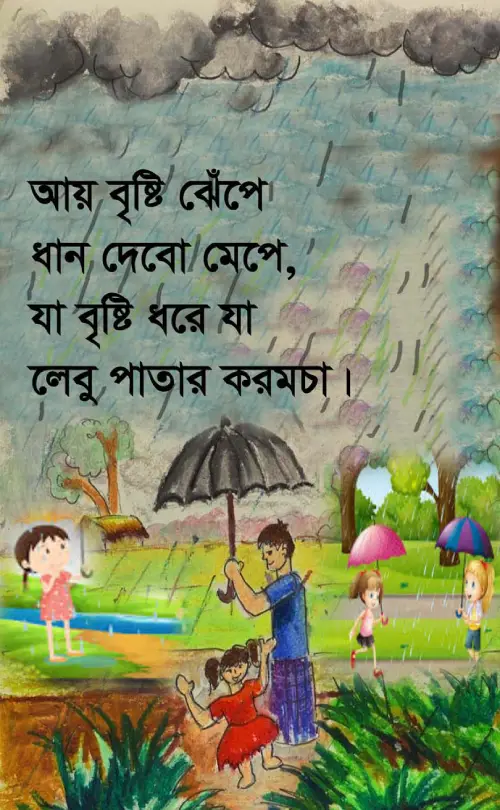 আয় বৃষ্টি ঝেঁপে
ধান দেবো মেপে,
যা বৃষ্টি ধরে যা
লেবু পাতার করমচা।